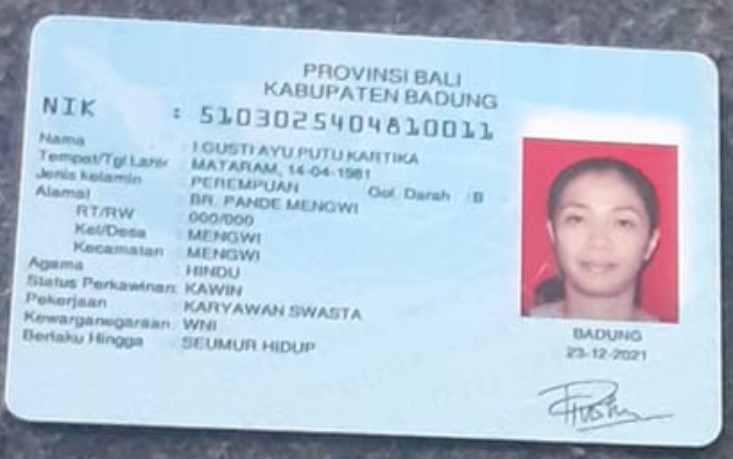 PROVINSI BALI
KABUPATEN BADUNG
NIK : 5103025404810011
Nama : I GUSTI AYU PUTU KARTIKA
Tempat/Tgl Lahir : MATARAM, 14-04-1981
Jenis kelamin : PEREMPUAN Gol. Darah : B
Alamat : BR. PANDE MENGWI
RT/RW : 000/000
Kel/Desa : MENGWI
Kecamatan : MENGWI
Agama : HINDU
Status Perkawinan: KAWIN
Pekerjaan : KARYAWAN SWASTA
Kewarganegaraan: WNI
Berlaku Hingga : SEUMUR HIDUP
BADUNG
23-12-2021